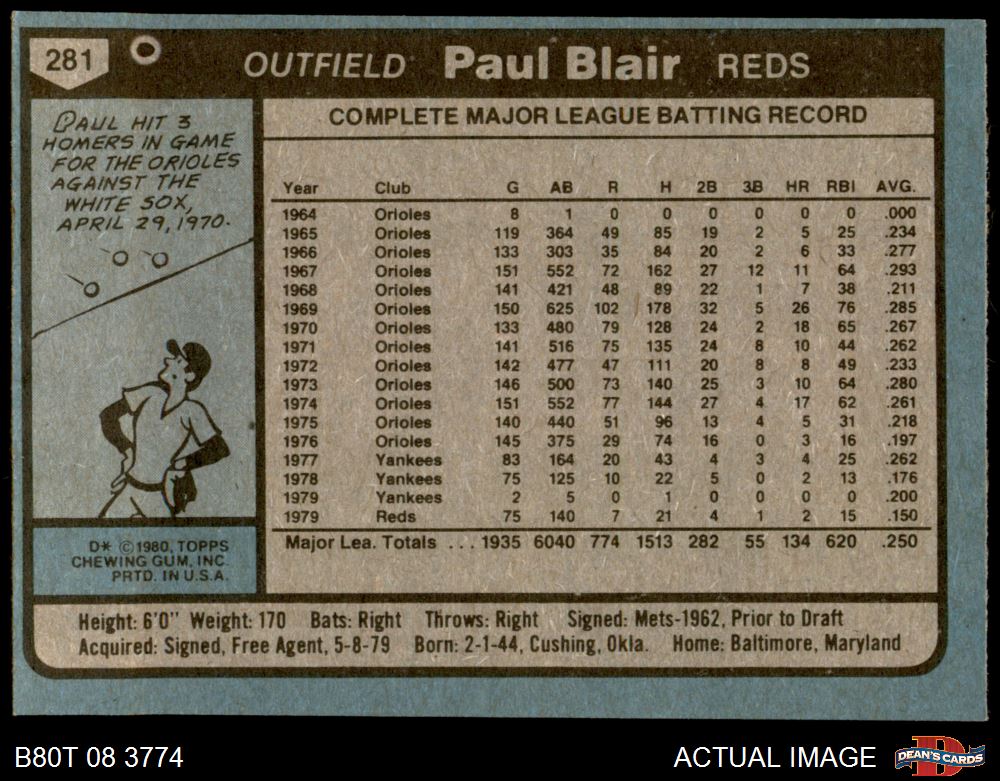 281 OUTFIELD Paul Blair REDS
PAUL HIT 3
HOMERS IN GAME
FOR THE ORIOLES
AGAINST THE
WHITE SOX,
APRIL 29, 1970.
COMPLETE MAJOR LEAGUE BATTING RECORD
Year Club G AB R H 2B 3B HR RBI AVG.
1964 Orioles 8 1 0 0 0 0 0 0 .000
1965 Orioles 119 364 49 85 19 2 5 25 .234
1966 Orioles 133 303 35 84 20 2 6 33 .277
1967 Orioles 151 552 72 162 27 12 11 64 .293
1968 Orioles 141 421 48 89 22 1 7 38 .211
1969 Orioles 150 625 102 178 32 5 26 76 .285
1970 Orioles 133 480 79 128 24 2 18 65 .267
1971 Orioles 141 516 75 135 24 8 10 44 .262
1972 Orioles 142 477 47 111 20 8 8 49 .233
1973 Orioles 146 500 73 140 25 3 10 64 .280
1974 Orioles 151 552 77 144 27 4 17 62 .261
1975 Orioles 140 440 51 96 13 4 5 31 .218
1976 Orioles 145 375 29 74 16 0 3 16 .197
1977 Yankees 83 164 20 43 4 3 4 25 .262
1978 Yankees 75 125 10 22 5 0 2 13 .176
1979 Yankees 2 5 0 1 0 0 0 0 .200
1979 Reds 75 140 7 21 4 1 2 15 .150
Major Lea. Totals ... 1935 6040 774 1513 282 55 134 620 .250
D* © 1980, TOPPS
CHEWING GUM, INC.
PRTD. IN U.S.A.
Height: 6'0" Weight: 170 Bats: Right Throws: Right Signed: Mets-1962, Prior to Draft
Acquired: Signed, Free Agent, 5-8-79 Born: 2-1-44, Cushing, Okla. Home: Baltimore, Maryland
B80T 08 3774 ACTUAL IMAGE D DEAN'S CARDS